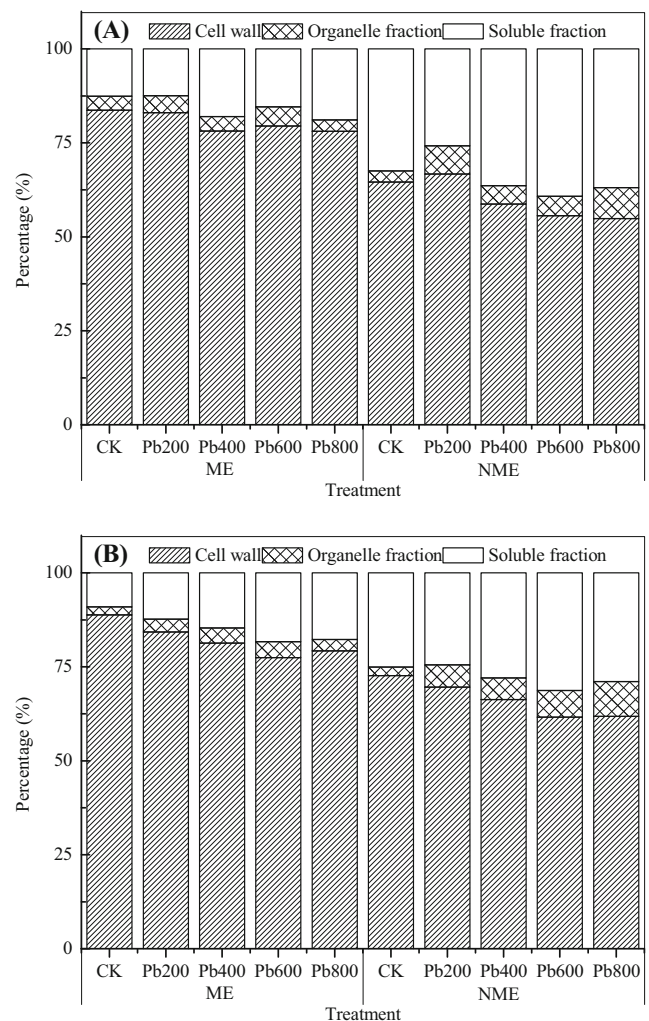 (A) Cell wall Organelle fraction Soluble fraction
100
75
50
25
0
Percentage (%)
CK Pb200 Pb400 Pb600 Pb800 CK Pb200 Pb400 Pb600 Pb800
ME NME
Treatment
(B) Cell wall Organelle fraction Soluble fraction
100
75
50
25
0
Percentage (%)
CK Pb200 Pb400 Pb600 Pb800 CK Pb200 Pb400 Pb600 Pb800
ME NME
Treatment